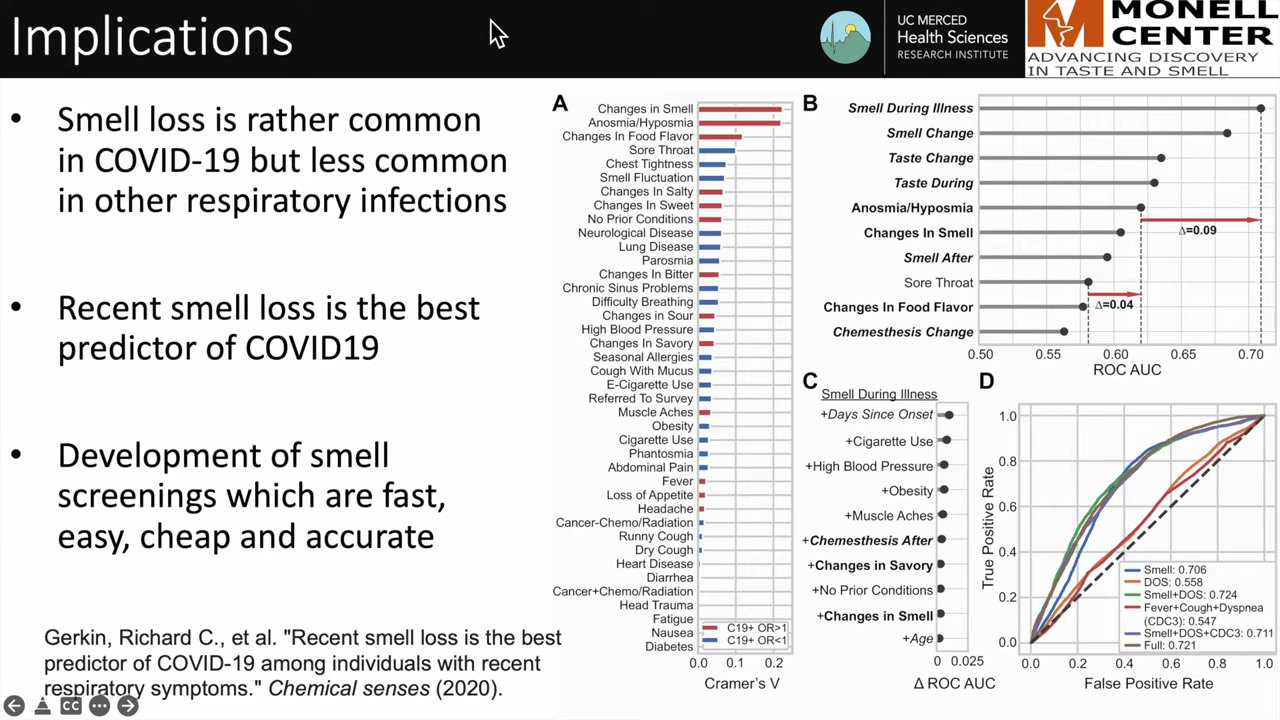 Implications
UC MERCED
Health Sciences
RESEARCH INSTITUTE
MONELL
CENTER
ADVANCING DISCOVERY
IN TASTE AND SMELL
• Smell loss is rather common
in COVID-19 but less common
in other respiratory infections
• Recent smell loss is the best
predictor of COVID19
• Development of smell
screenings which are fast,
easy, cheap and accurate
Gerkin, Richard C., et al. "Recent smell loss is the best
predictor of COVID-19 among individuals with recent
respiratory symptoms." Chemical senses (2020).
A
Changes in Smell
Anosmia/Hyposmia
Changes In Food Flavor
Sore Throat
Chest Tightness
Smell Fluctuation
Changes In Salty
Changes In Sweet
No Prior Conditions
Neurological Disease
Lung Disease
Parosmia
Changes In Bitter
Chronic Sinus Problems
Difficulty Breathing
Changes in Sour
High Blood Pressure
Changes In Savory
Seasonal Allergies
Cough With Mucus
E-Cigarette Use
Referred To Survey
Muscle Aches
Obesity
Cigarette Use
Phantosmia
Abdominal Pain
Fever
Loss of Appetite
Headache
Cancer-Chemo/Radiation
Runny Cough
Dry Cough
Heart Disease
Diarrhea
Cancer+Chemo/Radiation
Head Trauma
Fatigue
Nausea
Diabetes
C19+ OR>1
C19+ OR<1
0.0 0.1 0.2
Cramer's V
B
Smell During Illness
Smell Change
Taste Change
Taste During
Anosmia/Hyposmia
Changes In Smell
Smell After
Sore Throat
Changes In Food Flavor
Chemesthesis Change
Δ=0.09
Δ=0.04
0.50 0.55 0.60 0.65 0.70
ROC AUC
C
Smell During Illness
+Days Since Onset
+Cigarette Use
+High Blood Pressure
+Obesity
+Muscle Aches
+Chemesthesis After
+Changes in Savory
+No Prior Conditions
+Changes in Smell
+Age
0 0.025
Δ ROC AUC
D
True Positive Rate
1.0
0.8
0.6
0.4
0.2
0.0
Smell: 0.706
DOS: 0.558
Smell+DOS: 0.724
Fever+Cough+Dyspnea
(CDC3): 0.547
Smell+DOS+CDC3: 0.711
Full: 0.721
0.0 0.2 0.4 0.6 0.8 1.0
False Positive Rate